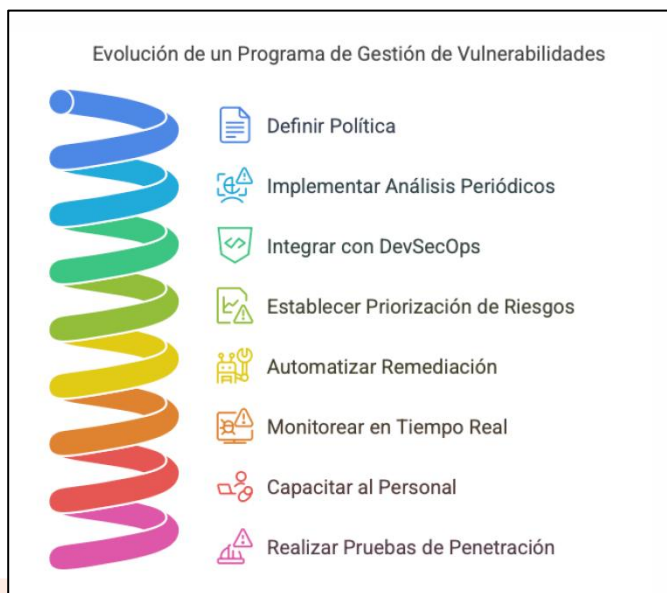 Evolución de un Programa de Gestión de Vulnerabilidades
Definir Política
Implementar Análisis Periódicos
Integrar con DevSecOps
Establecer Priorización de Riesgos
Automatizar Remediación
Monitorear en Tiempo Real
Capacitar al Personal
Realizar Pruebas de Penetración